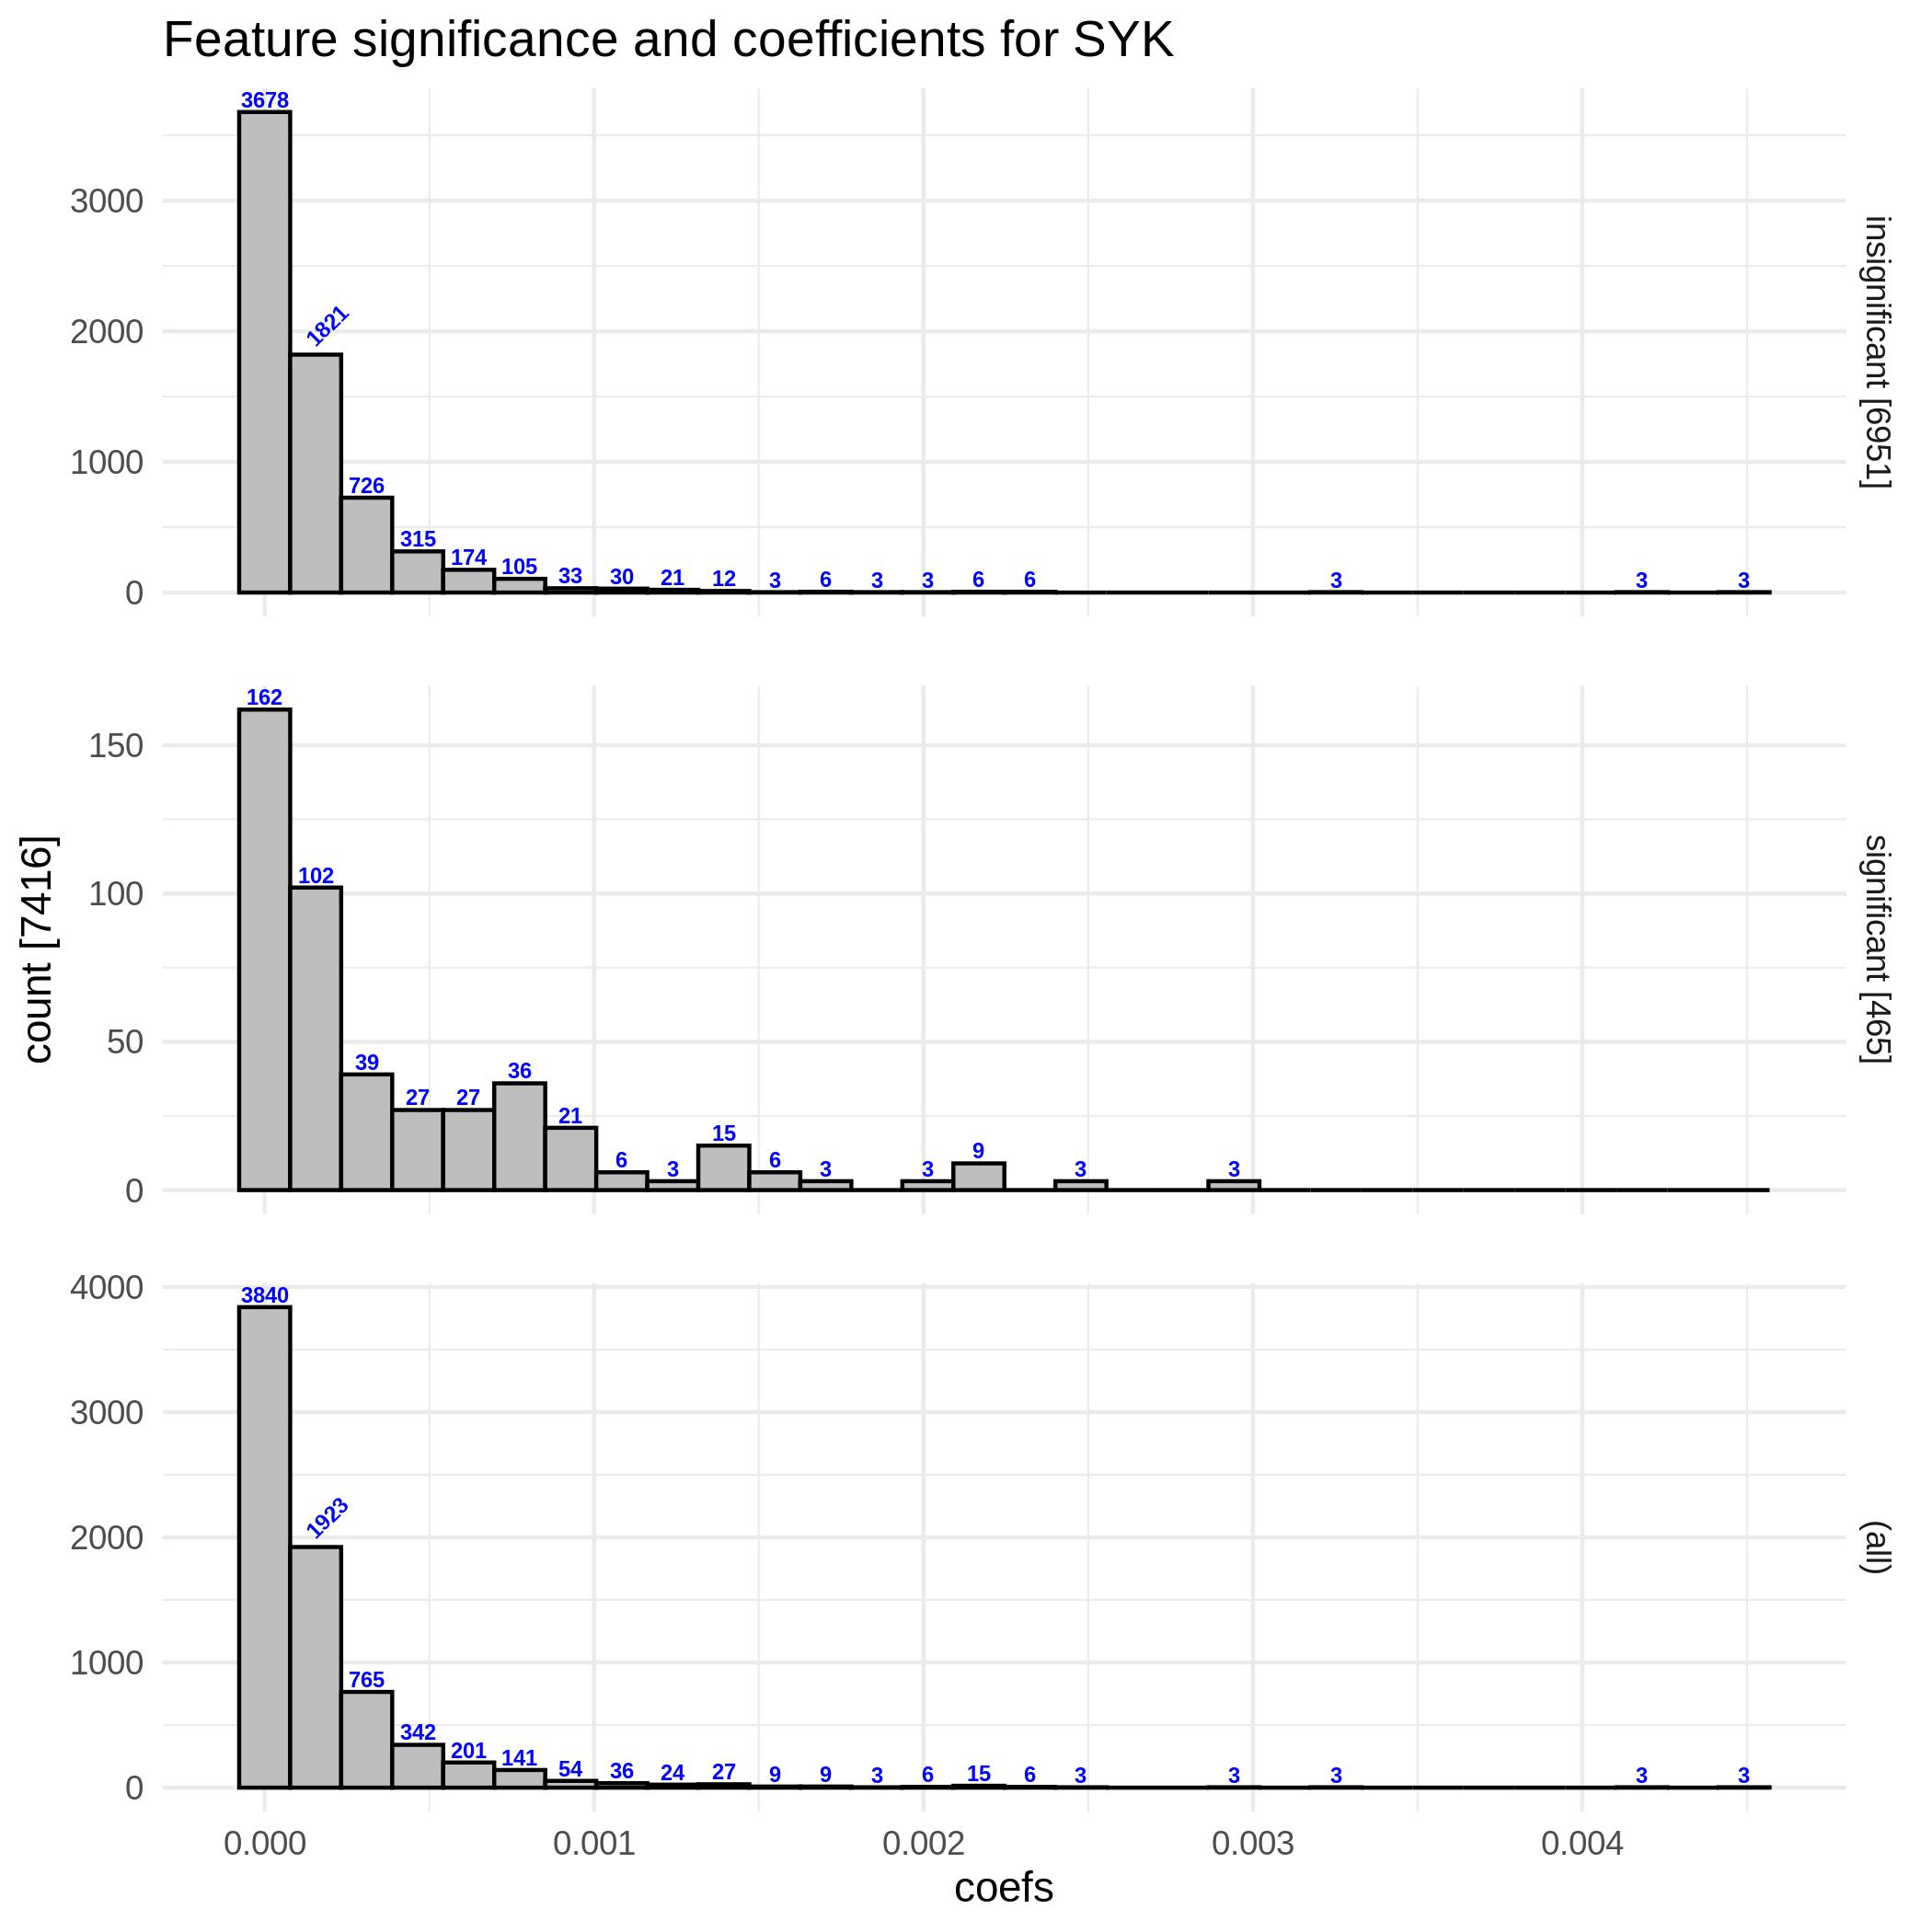 Feature significance and coefficients for SYK
3678
3000
1821
2000
1000
726
315
174
105
33 30 21 12 3 6 3 3 6 6 3 3 3
0
insignificant [6951]
162
150
102
100
50
39
27 27 36 21 6 3 15 6 3 3 9 3 3
0
significant [465]
count [7416]
4000
3840
3000
1923
2000
1000
765
342
201 141 54 36 24 27 9 9 3 6 15 6 3 3 3 3 3
0
(all)
0.000 0.001 0.002 0.003 0.004
coefs